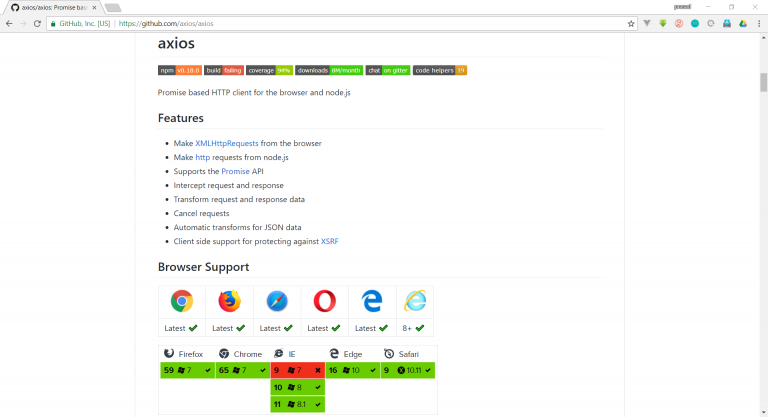 axios/axios: Promise bas
GitHub, Inc. [US] | https://github.com/axios/axios
axios
npm v0.18.0 build failing coverage 94% downloads 8M/month chat on gitter code helpers 19
Promise based HTTP client for the browser and node.js
Features
Make XMLHttpRequests from the browser
Make http requests from node.js
Supports the Promise API
Intercept request and response
Transform request and response data
Cancel requests
Automatic transforms for JSON data
Client side support for protecting against XSRF
Browser Support
Latest ✔ Latest ✔ Latest ✔ Latest ✔ Latest ✔ 8+ ✔
Firefox Chrome IE Edge Safari
59 7 ✔ 65 7 ✔ 9 7 ✖ 16 10 ✔ 9 10.11 ✔
10 8 ✔
11 8.1 ✔